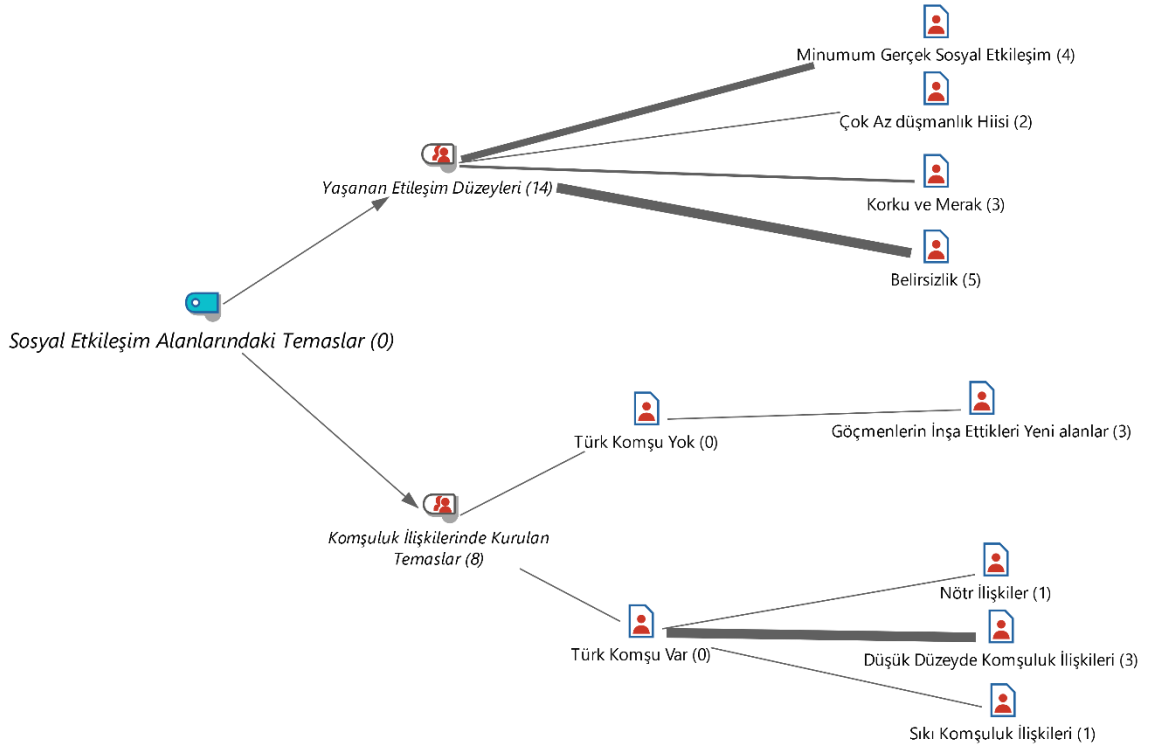 Minumum Gerçek Sosyal Etkileşim (4)
Çok Az düşmanlık Hiisi (2)
Yaşanan Etileşim Düzeyleri (14)
Korku ve Merak (3)
Belirsizlik (5)
Sosyal Etkileşim Alanlarındaki Temaslar (0)
Türk Komşu Yok (0)
Göçmenlerin İnşa Ettikleri Yeni alanlar (3)
Komşuluk İlişkilerinde Kurulan
Temaslar (8)
Nötr İlişkiler (1)
Türk Komşu Var (0)
Düşük Düzeyde Komşuluk İlişkileri (3)
Sıkı Komşuluk İlişkileri (1)